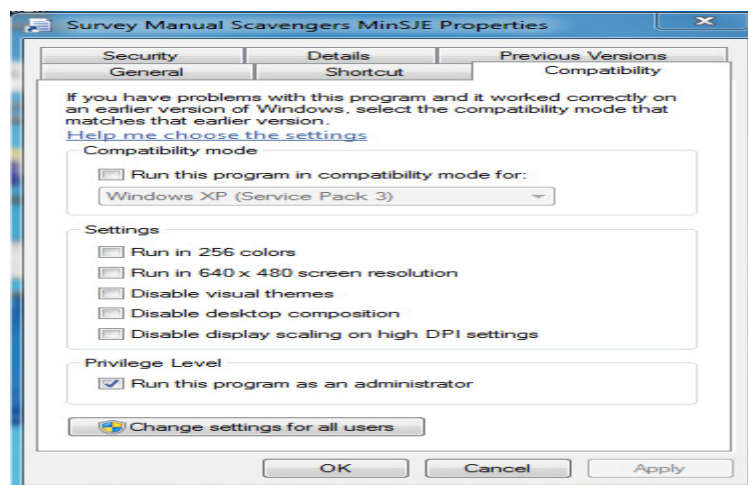 Survey Manual Scavengers MinSJE Properties
Security Details Previous Versions
General Shortcut Compatibility
If you have problems with this program and it worked correctly on
an earlier version of Windows, select the compatibility mode that
matches that earlier version.
Help me choose the settings
Compatibility mode
Run this program in compatibility mode for:
Windows XP (Service Pack 3)
Settings
Run in 256 colors
Run in 640 x 480 screen resolution
Disable visual themes
Disable desktop composition
Disable display scaling on high DPI settings
Privilege Level
Run this program as an administrator
Change settings for all users
OK Cancel Apply